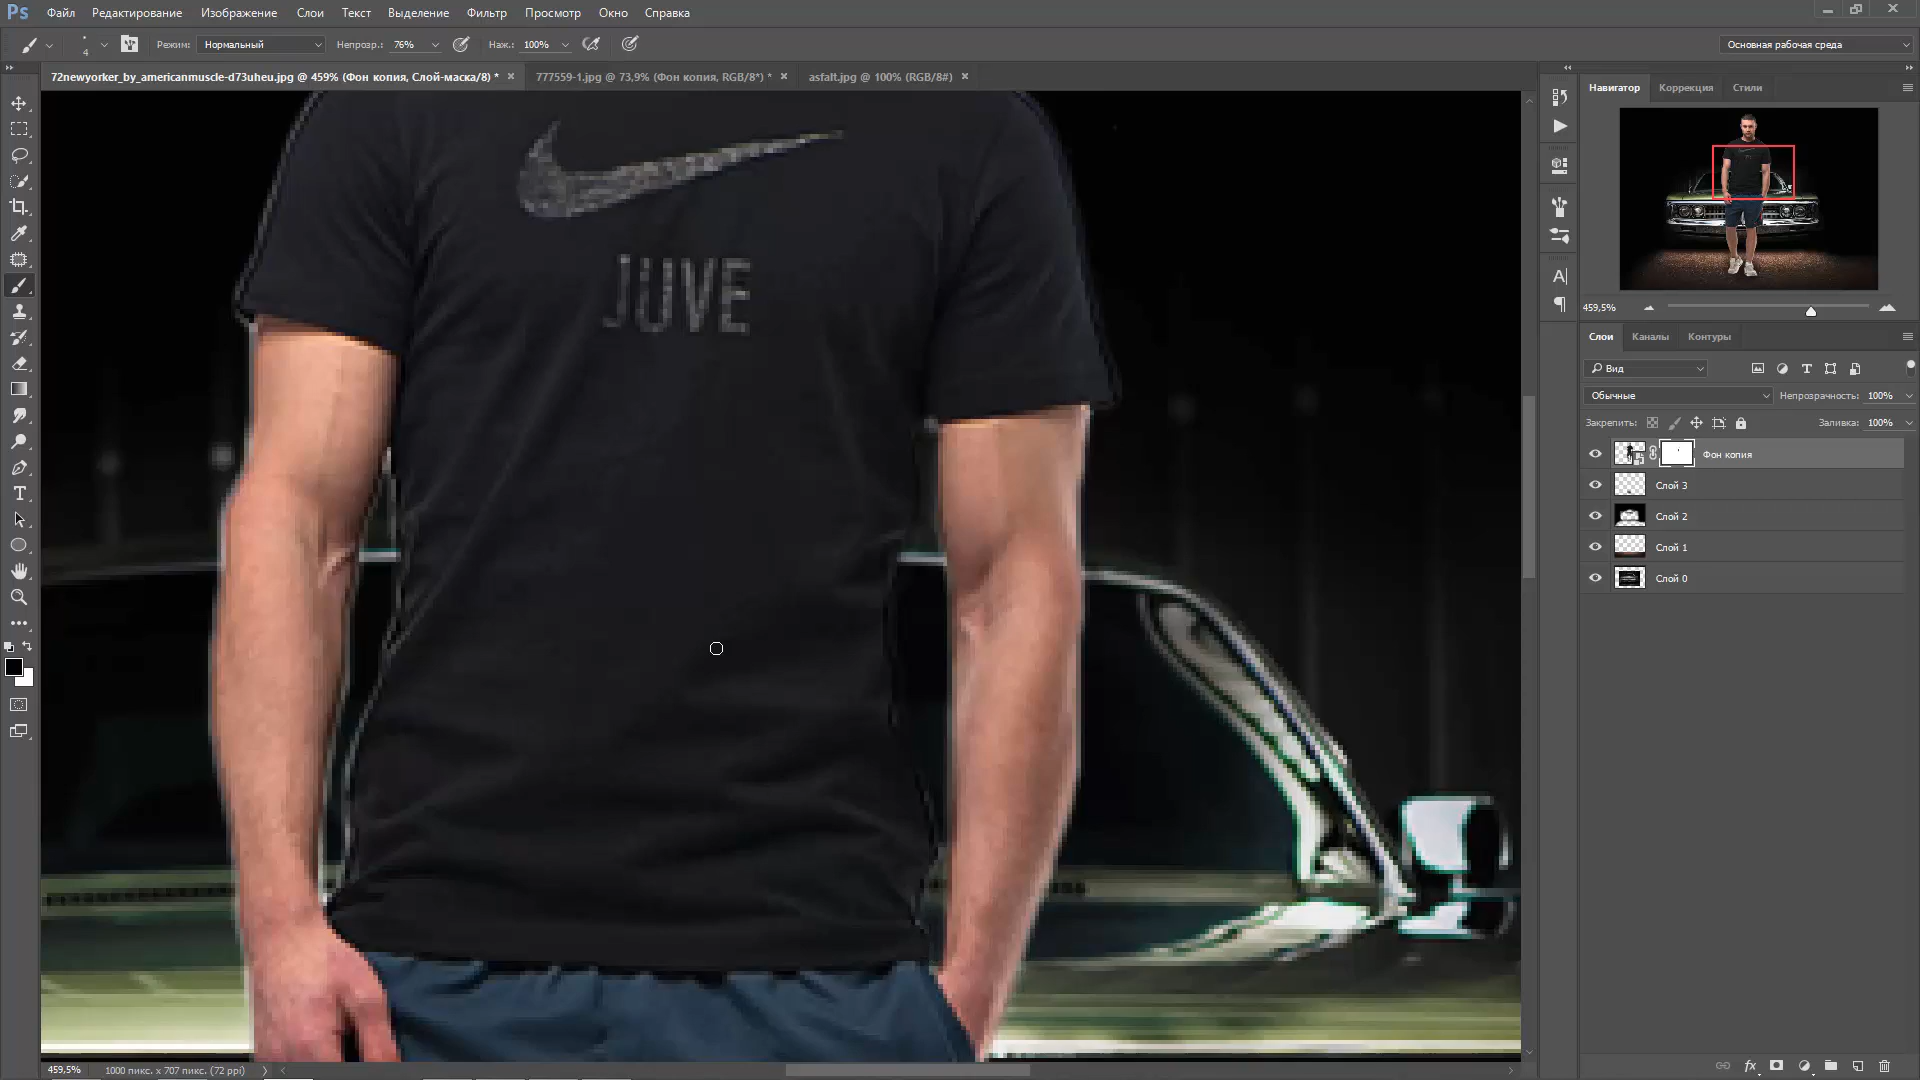 Ps Файл Редактирование Изображение Слои Текст Выделение Фильтр Просмотр Окно Справка
4 Режим: Нормальный Непрозр.: 76% Наж.: 100% Основная рабочая среда
72newyorker_by_americanmuscle-d73uheu.jpg @ 459% (Фон копия, Слой-маска/8) * × 777559-1.jpg @ 73,9% (Фон копия, RGB/8*) * × asfalt.jpg @ 100% (RGB/8#) ×
Навигатор Коррекция Стили
JUVE
459,5%
Слои Каналы Контуры
Вид
Обычные Непрозрачность: 100%
Закрепить: Заливка: 100%
Фон копия
Слой 3
Слой 2
Слой 1
Слой 0
459,5% 1000 пикс. x 707 пикс. (72 ppi)